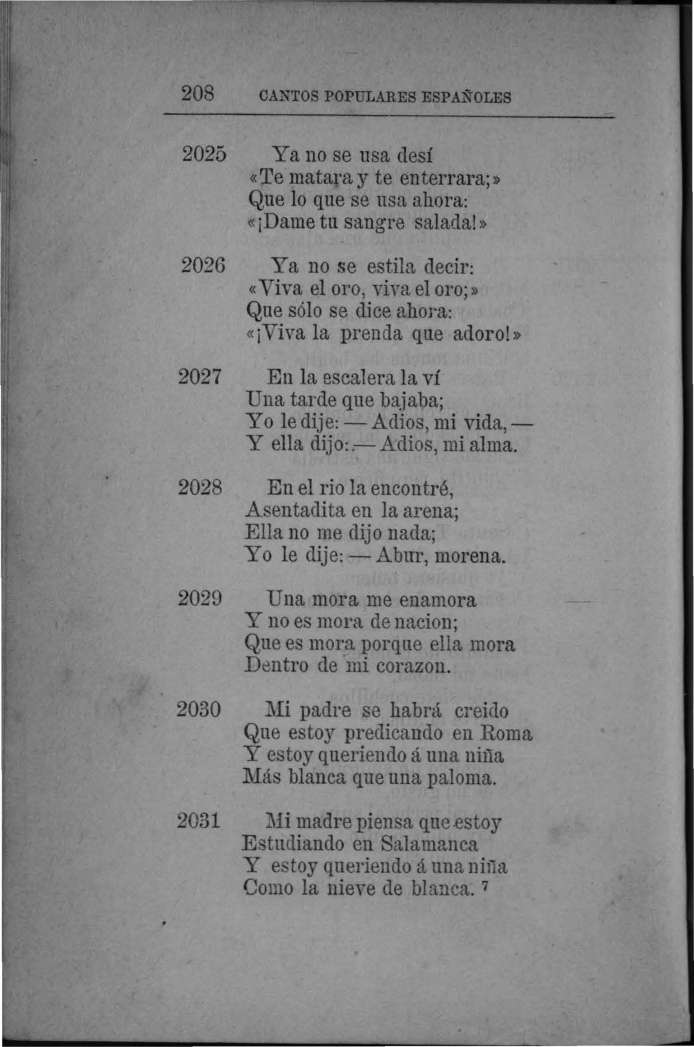 208 CANTOS POPULARES ESPAÑOLES
2025 Ya no se usa desí
«Te matara y te enterrara;»
Que lo que se usa ahora:
«¡Dame tu sangre salada!»
2026 Ya no se estila decir:
«Viva el oro, viva el oro;»
Que sólo se dice ahora:
«¡Viva la prenda que adoro!»
2027 En la escalera la ví
Una tarde que bajaba;
Yo le dije: — Adios, mi vida, —
Y ella dijo: — Adios, mi alma.
2028 En el rio la encontré,
Asentadita en la arena;
Ella no me dijo nada;
Yo le dije: — Abur, morena.
2029 Una mora me enamora
Y no es mora de nacion;
Que es mora porque ella mora
Dentro de mi corazon.
2030 Mi padre se habrá creido
Que estoy predicando en Roma
Y estoy queriendo á una niña
Más blanca que una paloma.
2031 Mi madre piensa que estoy
Estudiando en Salamanca
Y estoy queriendo á una niña
Como la nieve de blanca. 7